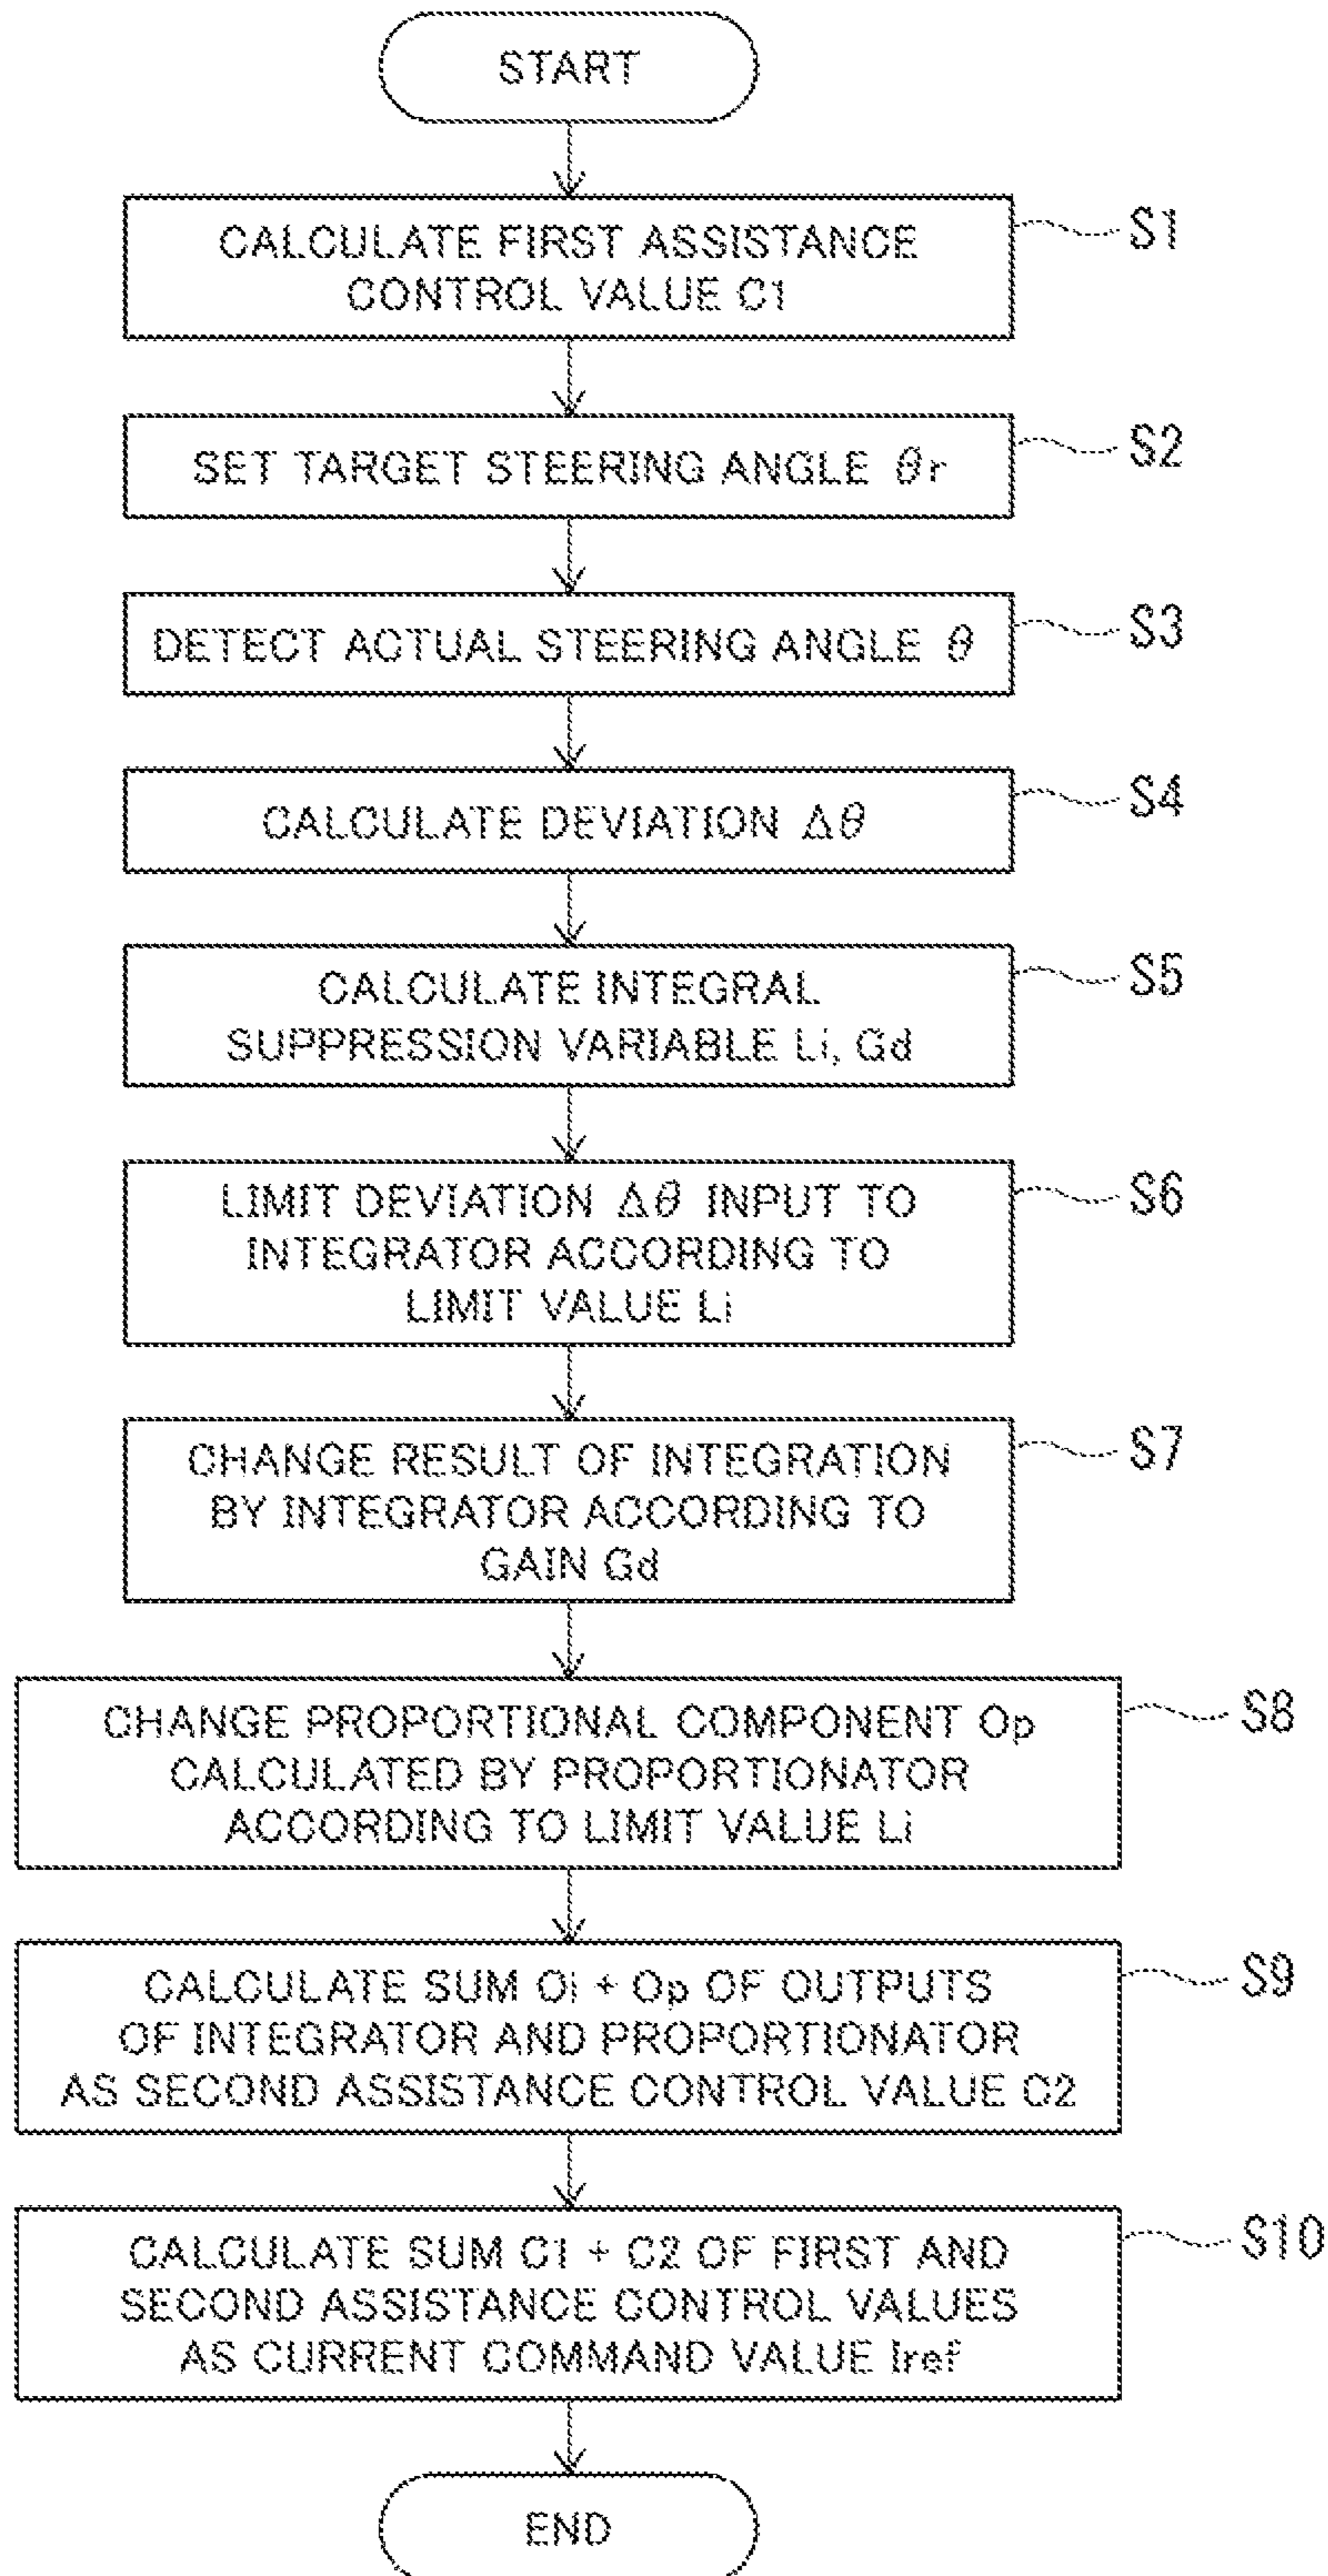 START
CALCULATE FIRST ASSISTANCE
CONTROL VALUE C1
S1
SET TARGET STEERING ANGLE θr
S2
DETECT ACTUAL STEERING ANGLE θ
S3
CALCULATE DEVIATION Δθ
S4
CALCULATE INTEGRAL
SUPPRESSION VARIABLE Li, Gd
S5
LIMIT DEVIATION Δθ INPUT TO
INTEGRATOR ACCORDING TO
LIMIT VALUE Li
S6
CHANGE RESULT OF INTEGRATION
BY INTEGRATOR ACCORDING TO
GAIN Gd
S7
CHANGE PROPORTIONAL COMPONENT Op
CALCULATED BY PROPORTIONATOR
ACCORDING TO LIMIT VALUE Li
S8
CALCULATE SUM Oi + Op OF OUTPUTS
OF INTEGRATOR AND PROPORTIONATOR
AS SECOND ASSISTANCE CONTROL VALUE C2
S9
CALCULATE SUM C1 + C2 OF FIRST AND
SECOND ASSISTANCE CONTROL VALUES
AS CURRENT COMMAND VALUE Iref
S10
END